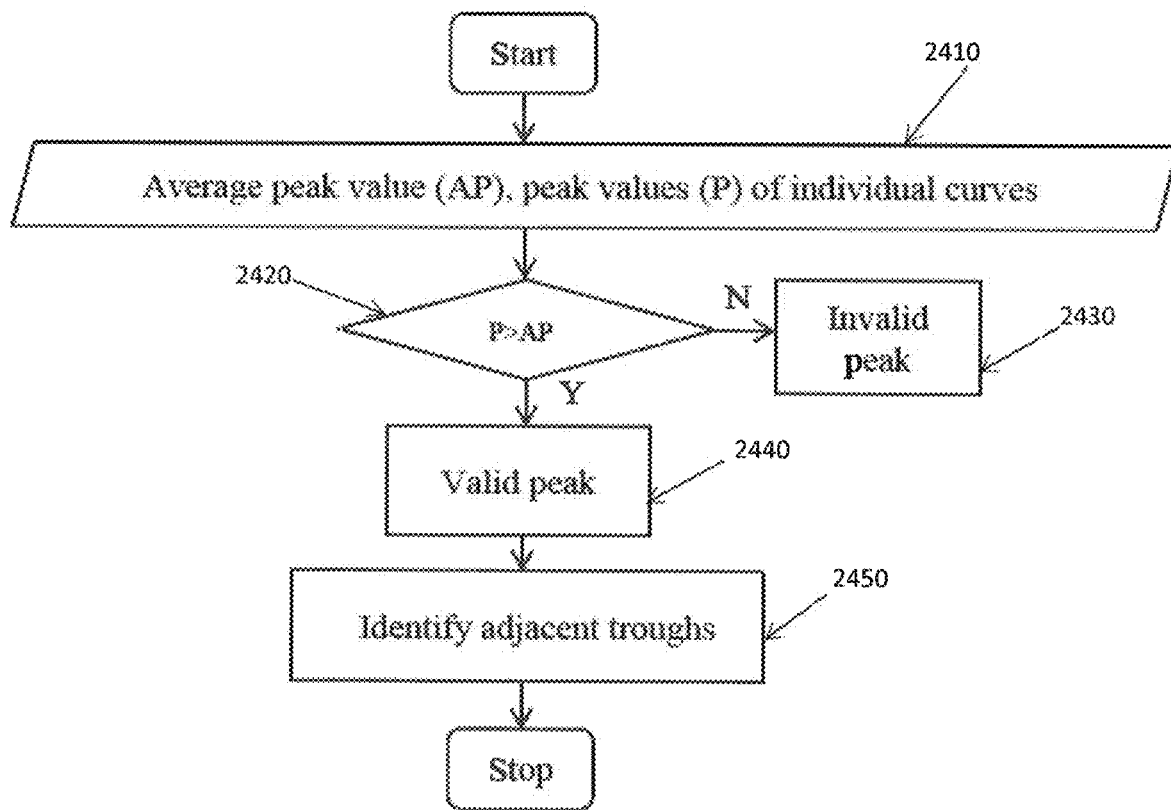 Start
2410
Average peak value (AP), peak values (P) of individual curves
2420
P>AP
N
Invalid
peak
2430
Y
Valid peak
2440
Identify adjacent troughs
2450
Stop